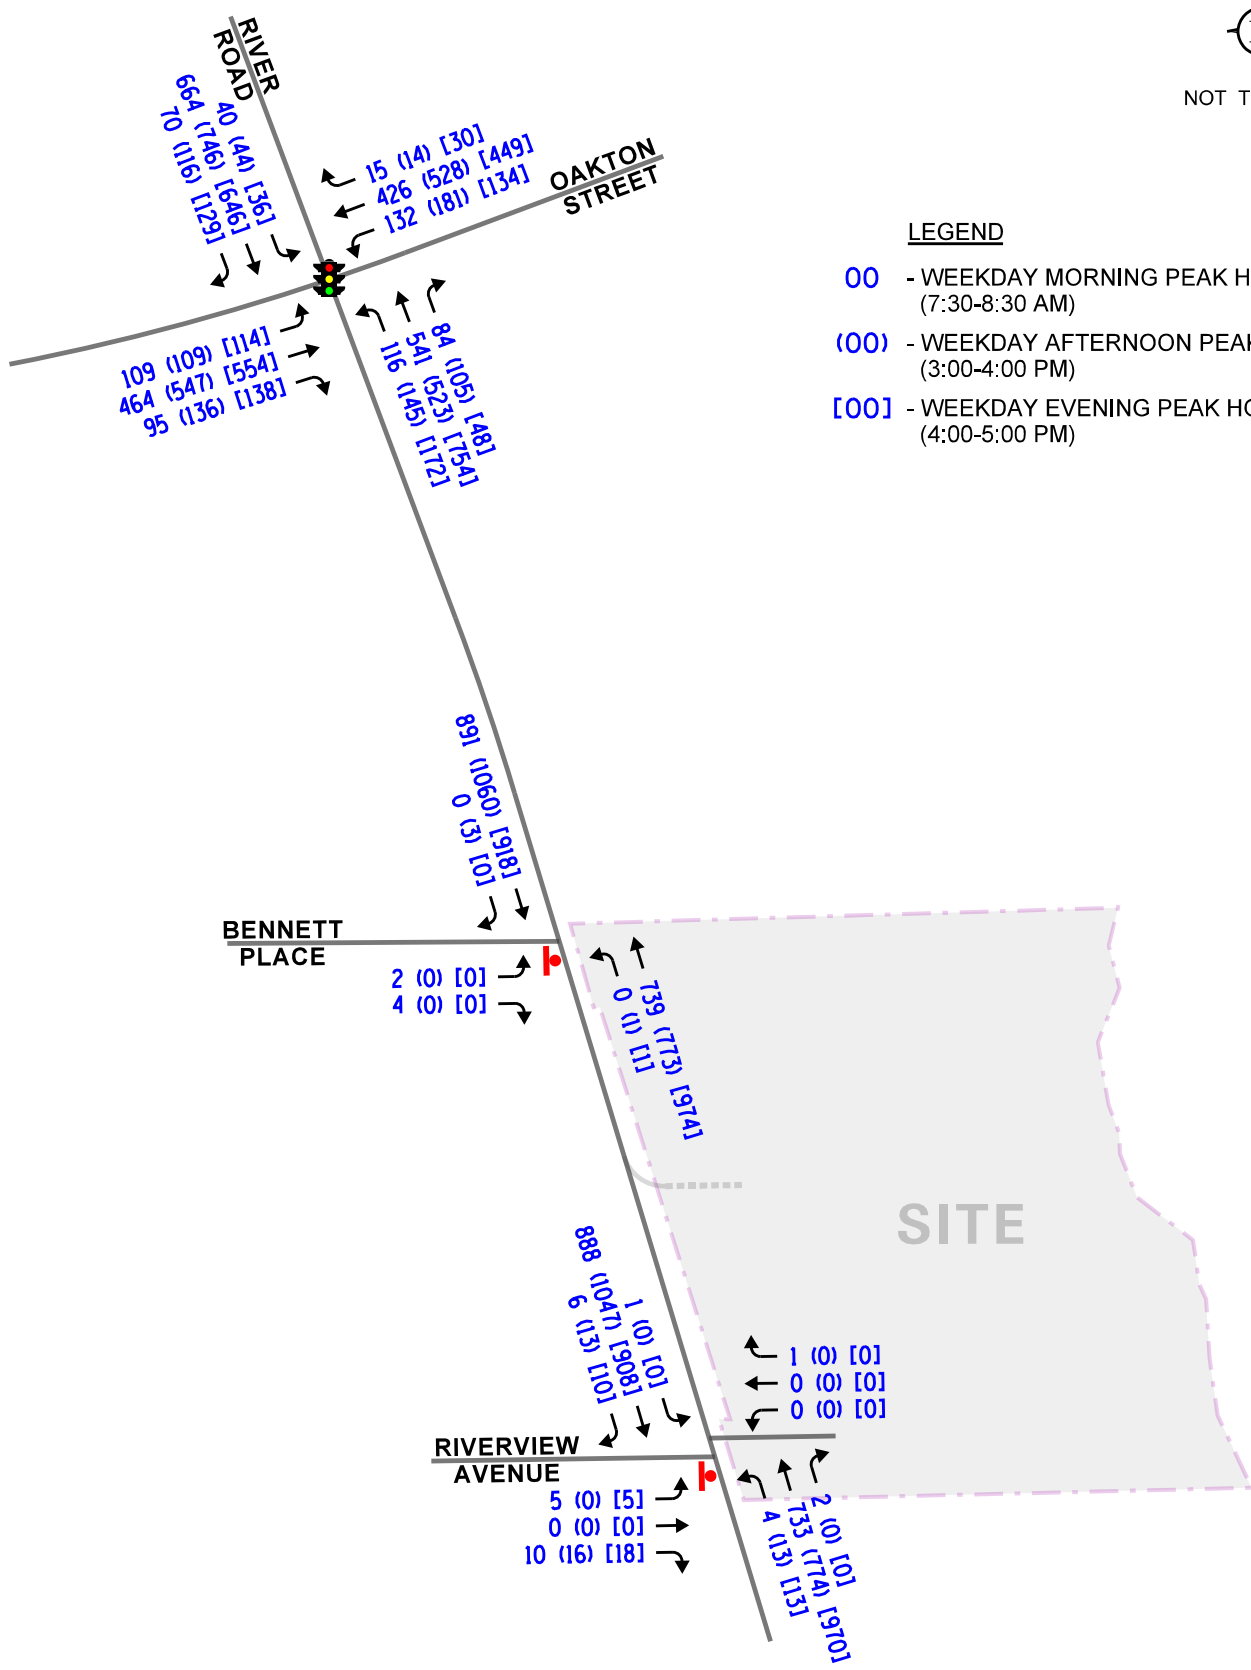 RIVER
ROAD
40 (44) [36]
664 (746) [646]
70 (116) [129]
15 (14) [30]
426 (528) [449]
132 (181) [134]
OAKTON
STREET
109 (109) [114]
464 (547) [554]
95 (136) [138]
84 (105) [48]
541 (523) [754]
116 (145) [172]
NOT T
LEGEND
00 - WEEKDAY MORNING PEAK H
(7:30-8:30 AM)
(00) - WEEKDAY AFTERNOON PEAK
(3:00-4:00 PM)
[00] - WEEKDAY EVENING PEAK HO
(4:00-5:00 PM)
891 (1060) [918]
0 (3) [0]
BENNETT
PLACE
2 (0) [0]
4 (0) [0]
739 (773) [974]
0 (1) [1]
SITE
1 (0) [0]
888 (1047) [908]
6 (13) [10]
1 (0) [0]
0 (0) [0]
0 (0) [0]
RIVERVIEW
AVENUE
5 (0) [5]
0 (0) [0]
10 (16) [18]
2 (0) [0]
733 (774) [970]
4 (13) [13]